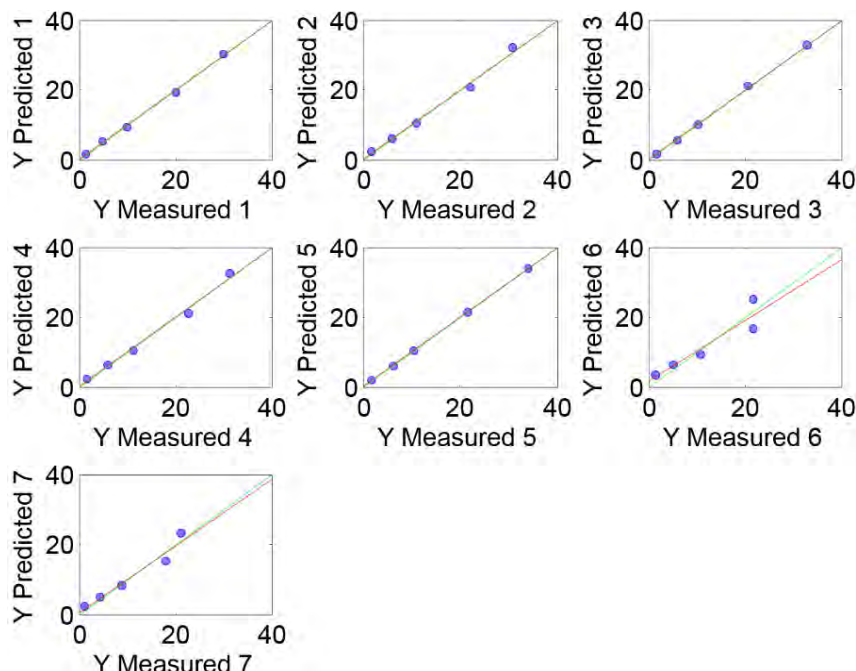 40
20
0
0 20 40
Y Predicted 1
Y Measured 1
40
20
0
0 20 40
Y Predicted 2
Y Measured 2
40
20
0
0 20 40
Y Predicted 3
Y Measured 3
40
20
0
0 20 40
Y Predicted 4
Y Measured 4
40
20
0
0 20 40
Y Predicted 5
Y Measured 5
40
20
0
0 20 40
Y Predicted 6
Y Measured 6
40
20
0
0 20 40
Y Predicted 7
Y Measured 7